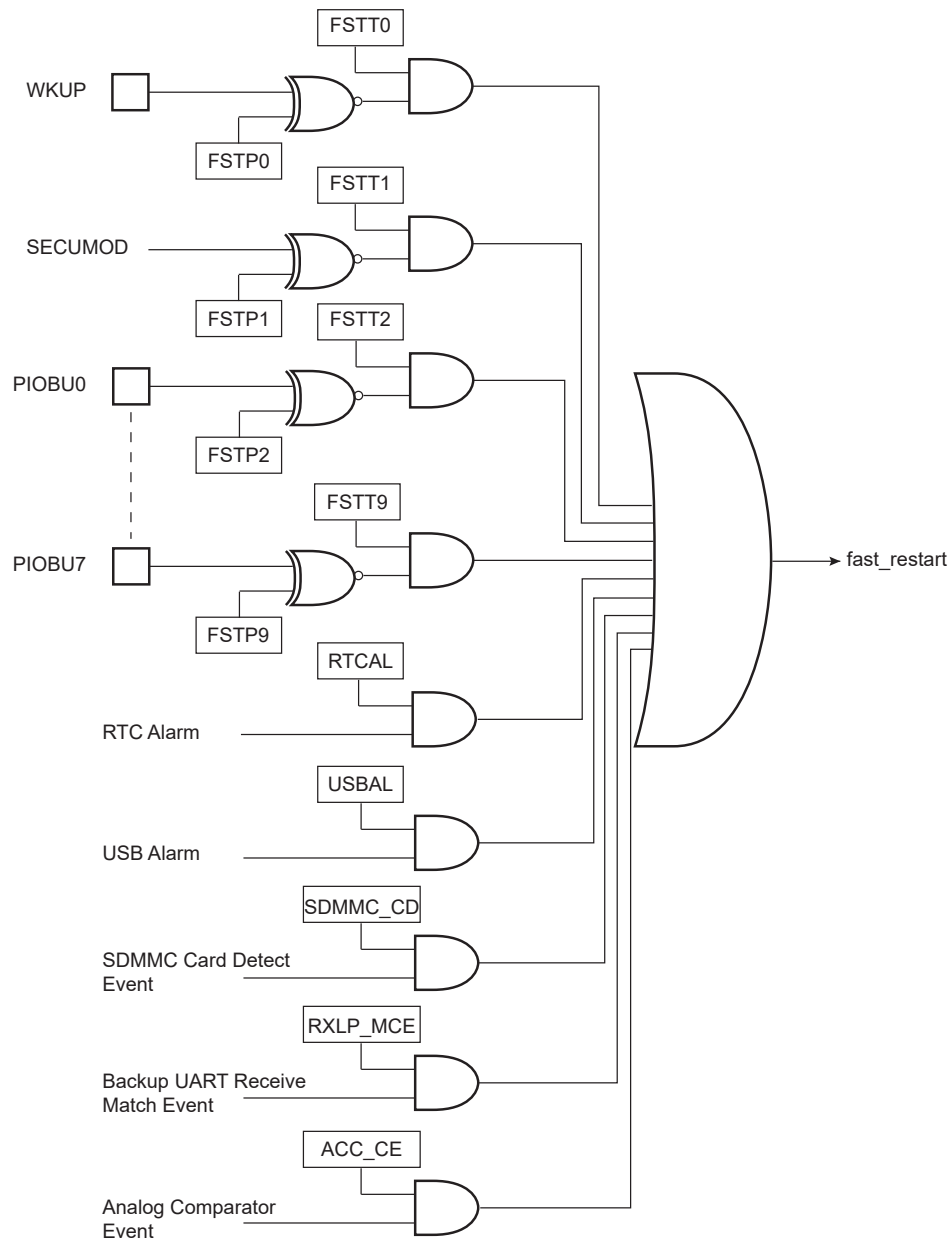 FSTT0
WKUP
FSTP0
FSTT1
SECUMOD
FSTP1
FSTT2
PIOBU0
FSTP2
FSTT9
PIOBU7
fast_restart
FSTP9
RTCAL
RTC Alarm
USBAL
USB Alarm
SDMMC_CD
SDMMC Card Detect
Event
RXLP_MCE
Backup UART Receive
Match Event
ACC_CE
Analog Comparator
Event